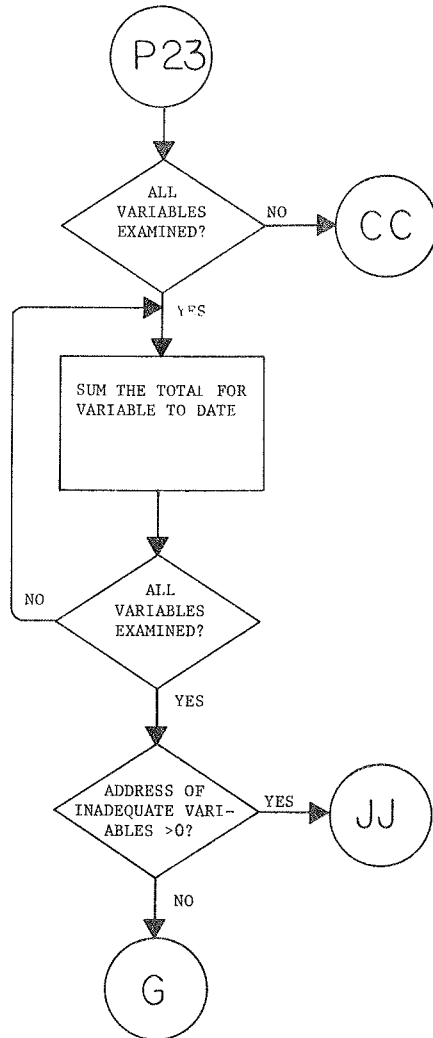 P23
ALL
VARIABLES
EXAMINED?
NO
CC
YES
SUM THE TOTAL FOR
VARIABLE TO DATE
NO
ALL
VARIABLES
EXAMINED?
YES
ADDRESS OF
INADEQUATE VARI-
ABLES >0?
YES
JJ
NO
G